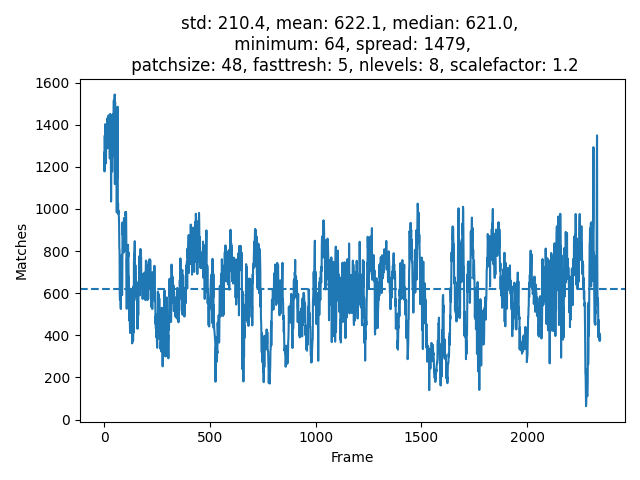 std: 210.4, mean: 622.1, median: 621.0,
minimum: 64, spread: 1479,
patchsize: 48, fasttresh: 5, nlevels: 8, scalefactor: 1.2
1600
1400
1200
1000
800
600
400
200
0
Matches
0 500 1000 1500 2000
Frame